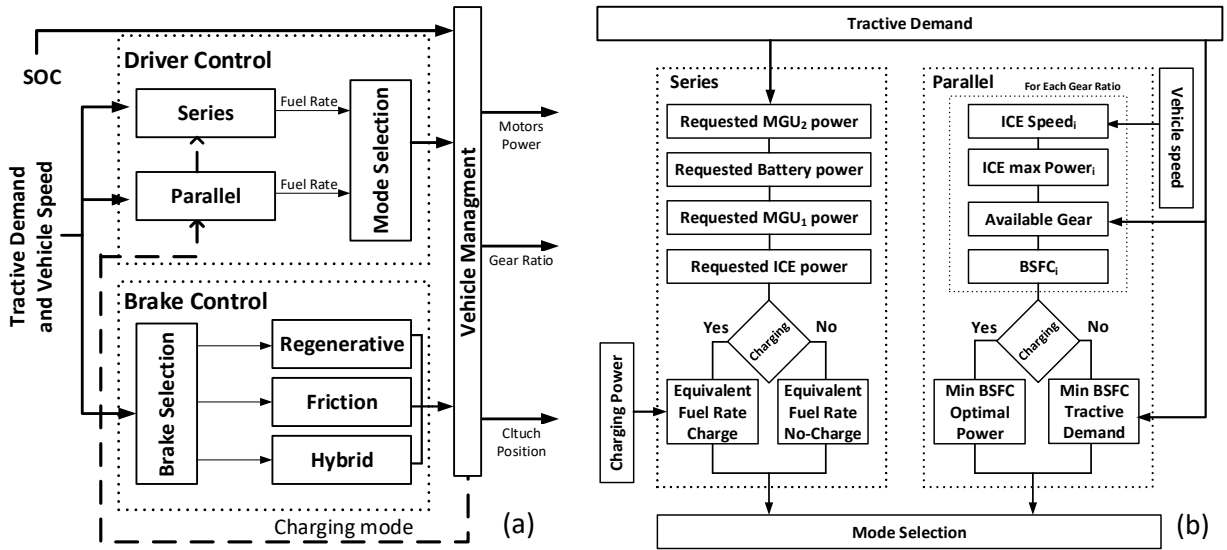 SOC
Tractive Demand
and Vehicle Speed
Driver Control
Series
Fuel Rate
Parallel
Fuel Rate
Mode Selection
Brake Control
Brake Selection
Regenerative
Friction
Hybrid
Charging mode
Vehicle Managment
Motors
Power
Gear Ratio
Cltuch
Position
(a)
Tractive Demand
Series
Requested MGU₂ power
Requested Battery power
Requested MGU₁ power
Requested ICE power
Yes
No
Charging
Charging Power
Equivalent
Fuel Rate
Charge
Equivalent
Fuel Rate
No-Charge
Parallel
For Each Gear Ratio
ICE Speedᵢ
ICE max Powerᵢ
Available Gear
BSFCᵢ
Vehicle speed
Yes
No
Charging
Min BSFC
Optimal
Power
Min BSFC
Tractive
Demand
Mode Selection
(b)